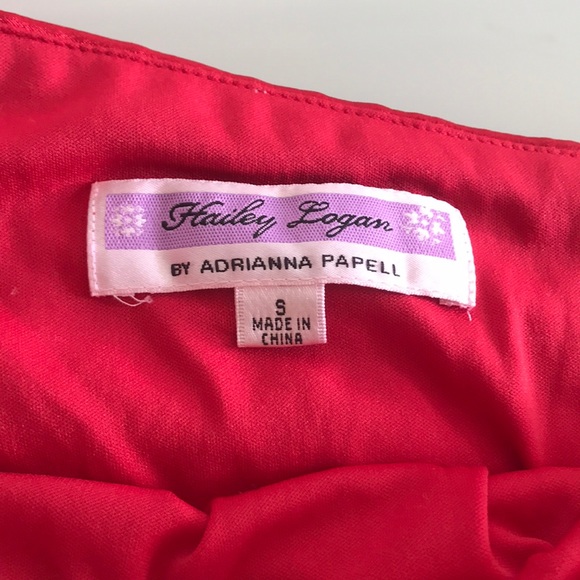 Hailey Logan
BY ADRIANNA PAPELL
S
MADE IN
CHINA